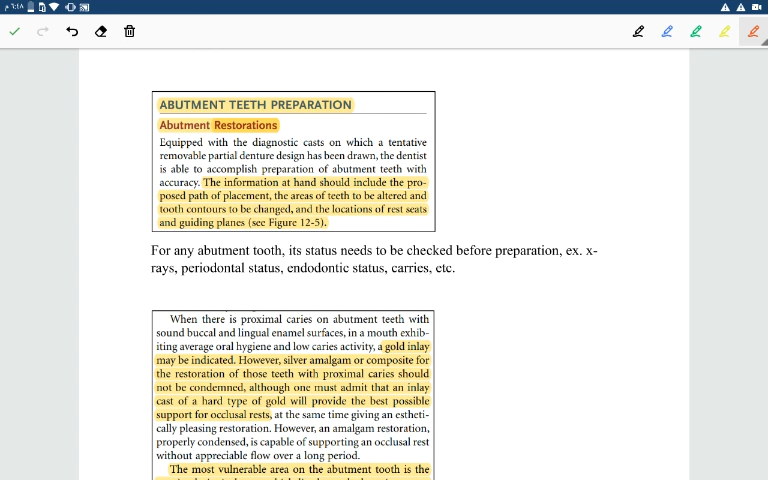 م ٦:٤٨
ABUTMENT TEETH PREPARATION
Abutment Restorations
Equipped with the diagnostic casts on which a tentative
removable partial denture design has been drawn, the dentist
is able to accomplish preparation of abutment teeth with
accuracy. The information at hand should include the pro-
posed path of placement, the areas of teeth to be altered and
tooth contours to be changed, and the locations of rest seats
and guiding planes (see Figure 12-5).
For any abutment tooth, its status needs to be checked before preparation, ex. x-
rays, periodontal status, endodontic status, carries, etc.
When there is proximal caries on abutment teeth with
sound buccal and lingual enamel surfaces, in a mouth exhib-
iting average oral hygiene and low caries activity, a gold inlay
may be indicated. However, silver amalgam or composite for
the restoration of those teeth with proximal caries should
not be condemned, although one must admit that an inlay
cast of a hard type of gold will provide the best possible
support for occlusal rests, at the same time giving an estheti-
cally pleasing restoration. However, an amalgam restoration,
properly condensed, is capable of supporting an occlusal rest
without appreciable flow over a long period.
The most vulnerable area on the abutment tooth is the